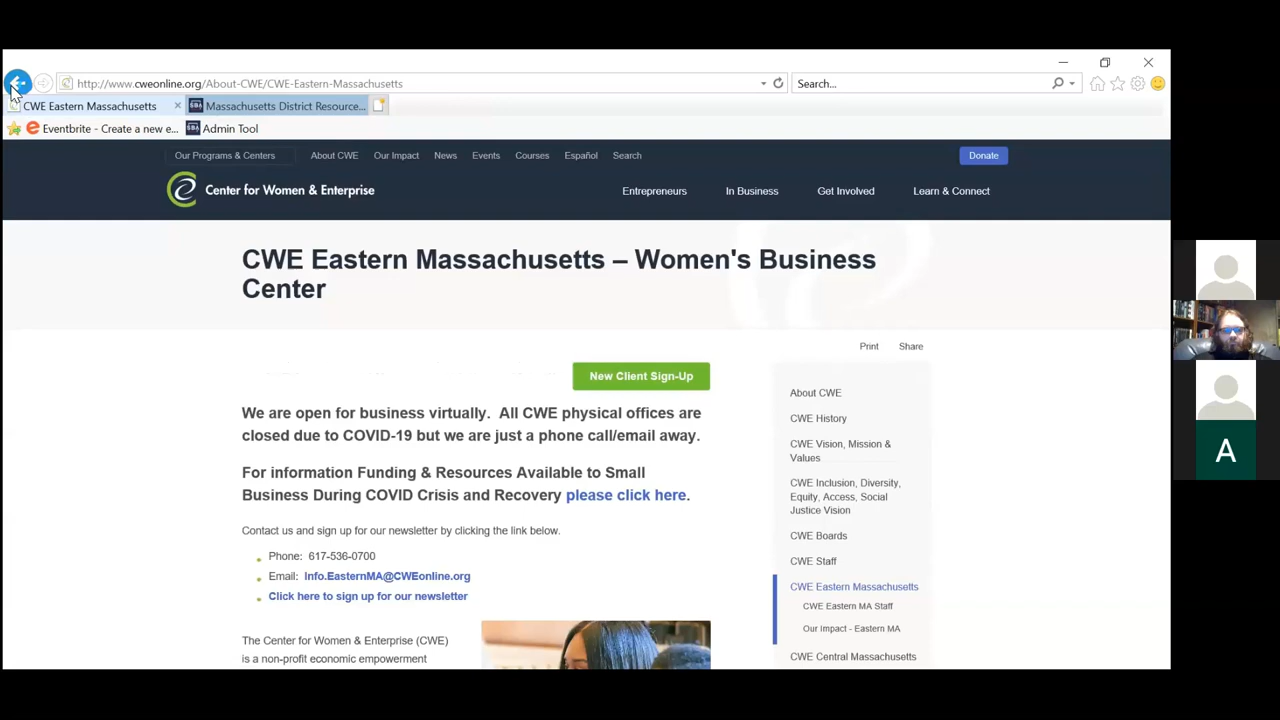 http://www.cweonline.org/About-CWE/CWE-Eastern-Massachusetts
Search...
CWE Eastern Massachusetts
Massachusetts District Resource...
Eventbrite - Create a new e...
Admin Tool
Our Programs & Centers
About CWE
Our Impact
News
Events
Courses
Español
Search
Donate
Center for Women & Enterprise
Entrepreneurs
In Business
Get Involved
Learn & Connect
CWE Eastern Massachusetts – Women's Business
Center
Print
Share
New Client Sign-Up
We are open for business virtually. All CWE physical offices are
closed due to COVID-19 but we are just a phone call/email away.
For information Funding & Resources Available to Small
Business During COVID Crisis and Recovery please click here.
Contact us and sign up for our newsletter by clicking the link below.
Phone: 617-536-0700
Email: Info.EasternMA@CWEonline.org
Click here to sign up for our newsletter
The Center for Women & Enterprise (CWE)
is a non-profit economic empowerment
About CWE
CWE History
CWE Vision, Mission &
Values
CWE Inclusion, Diversity,
Equity, Access, Social
Justice Vision
CWE Boards
CWE Staff
CWE Eastern Massachusetts
CWE Eastern MA Staff
Our Impact - Eastern MA
CWE Central Massachusetts
A